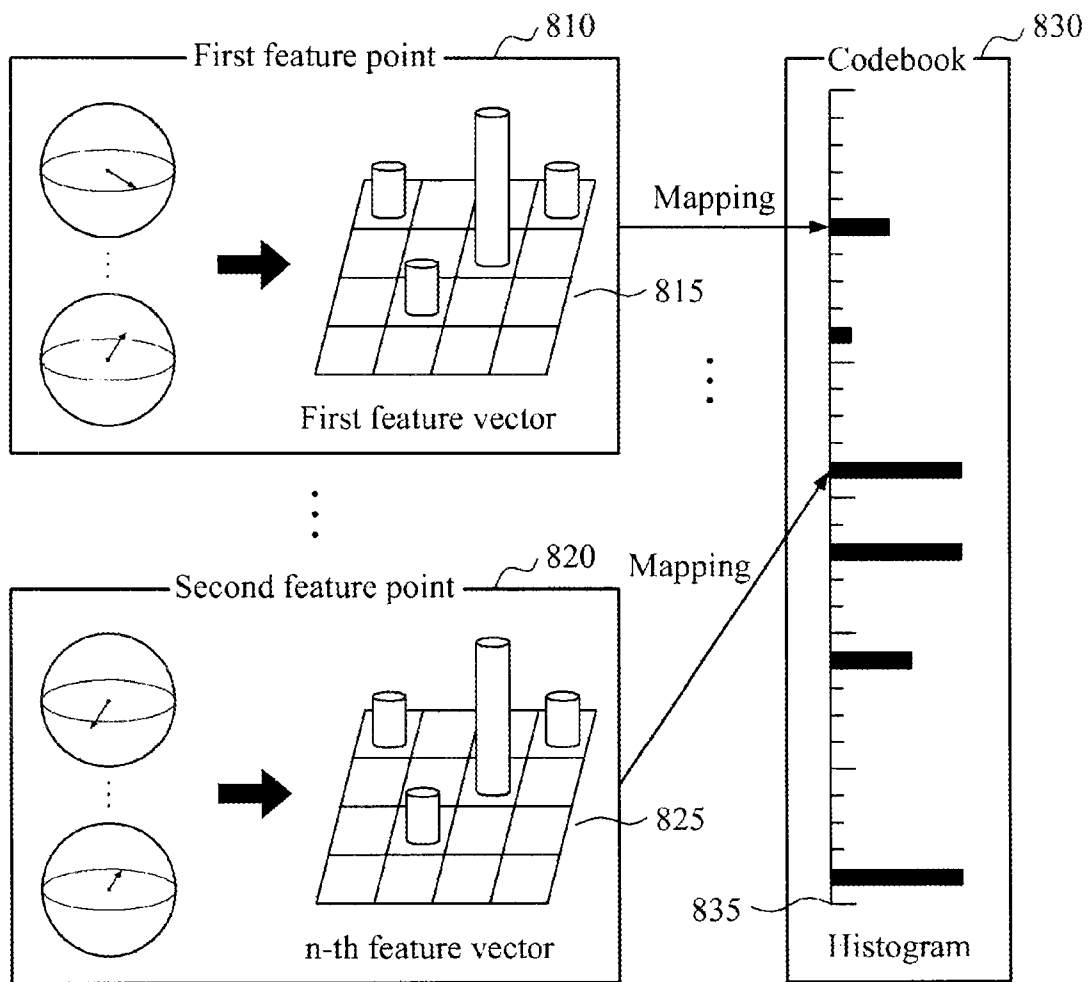 810
First feature point
815
First feature vector
Mapping
830
Codebook
820
Second feature point
825
n-th feature vector
Mapping
835
Histogram